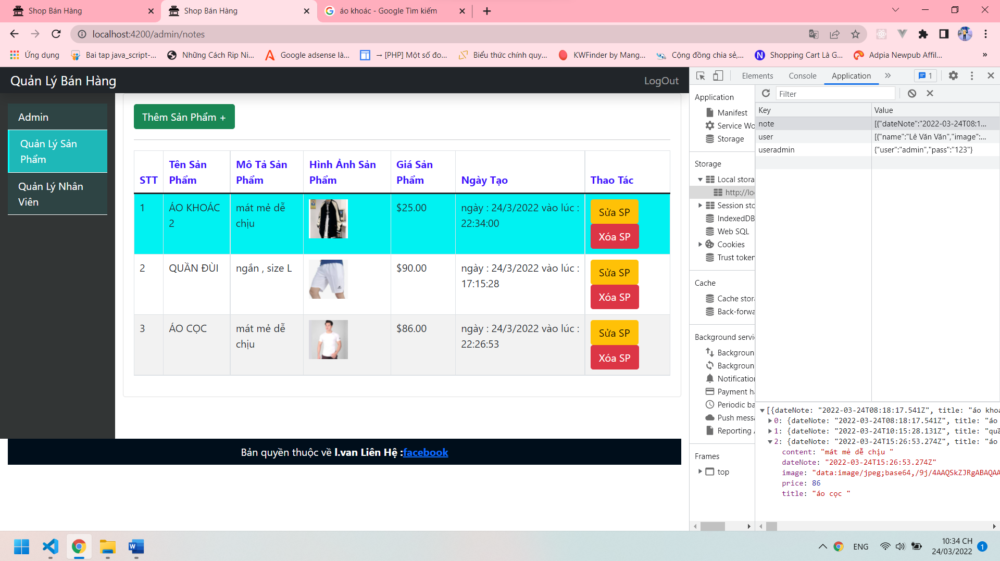 Shop Bán Hàng
Shop Bán Hàng
áo khoác - Google Tìm kiếm
localhost:4200/admin/notes
Ứng dụng
Bai tap java_script-...
Những Cách Rip Ni...
Google adsense là...
→ [PHP] Một số đo...
Biểu thức chính quy...
KWFinder by Mang...
Cộng đồng chia sẻ,...
Shopping Cart Là G...
Adpia Newpub Affil...
»
Quản Lý Bán Hàng
LogOut
Admin
Quản Lý Sản
Phẩm
Quản Lý Nhân
Viên
Thêm Sản Phẩm +
STT
Tên Sản
Phẩm
Mô Tả Sản
Phẩm
Hình Ảnh Sản
Phẩm
Giá Sản
Phẩm
Ngày Tạo
Thao Tác
1
ÁO KHOÁC
2
mát mẻ dễ
chịu
$25.00
ngày : 24/3/2022 vào lúc :
22:34:00
Sửa SP
Xóa SP
2
QUẦN ĐÙI
ngắn , size L
$90.00
ngày : 24/3/2022 vào lúc :
17:15:28
Sửa SP
Xóa SP
3
ÁO CỌC
mát mẻ dễ
chịu
$86.00
ngày : 24/3/2022 vào lúc :
22:26:53
Sửa SP
Xóa SP
Bản quyền thuộc về l.van Liên Hệ :facebook
Elements
Console
Application
»
1
Application
Manifest
Service Wo
Storage
Storage
Local stora
http://lo
Session sto
IndexedDB
Web SQL
Cookies
Trust token
Cache
Cache stora
Back-forwa
Background servi
Backgroun
Backgroun
Notification
Payment ha
Periodic ba
Push messa
Reporting A
Frames
top
Filter
Key
Value
note
[{"dateNote":"2022-03-24T08:1...
user
[{"name":"Lê Văn Văn","image":...
useradmin
{"user":"admin","pass":"123"}
[{dateNote: "2022-03-24T08:18:17.541Z", title: "áo khoá
0: {dateNote: "2022-03-24T08:18:17.541Z", title: "áo
1: {dateNote: "2022-03-24T10:15:28.131Z", title: "quầ
2: {dateNote: "2022-03-24T15:26:53.274Z", title: "áo
content: "mát mẻ dễ chịu "
dateNote: "2022-03-24T15:26:53.274Z"
image: "data:image/jpeg;base64,/9j/4AAQSkZJRgABAQAA
price: 86
title: "áo cọc "
ENG
10:34 CH
24/03/2022
1